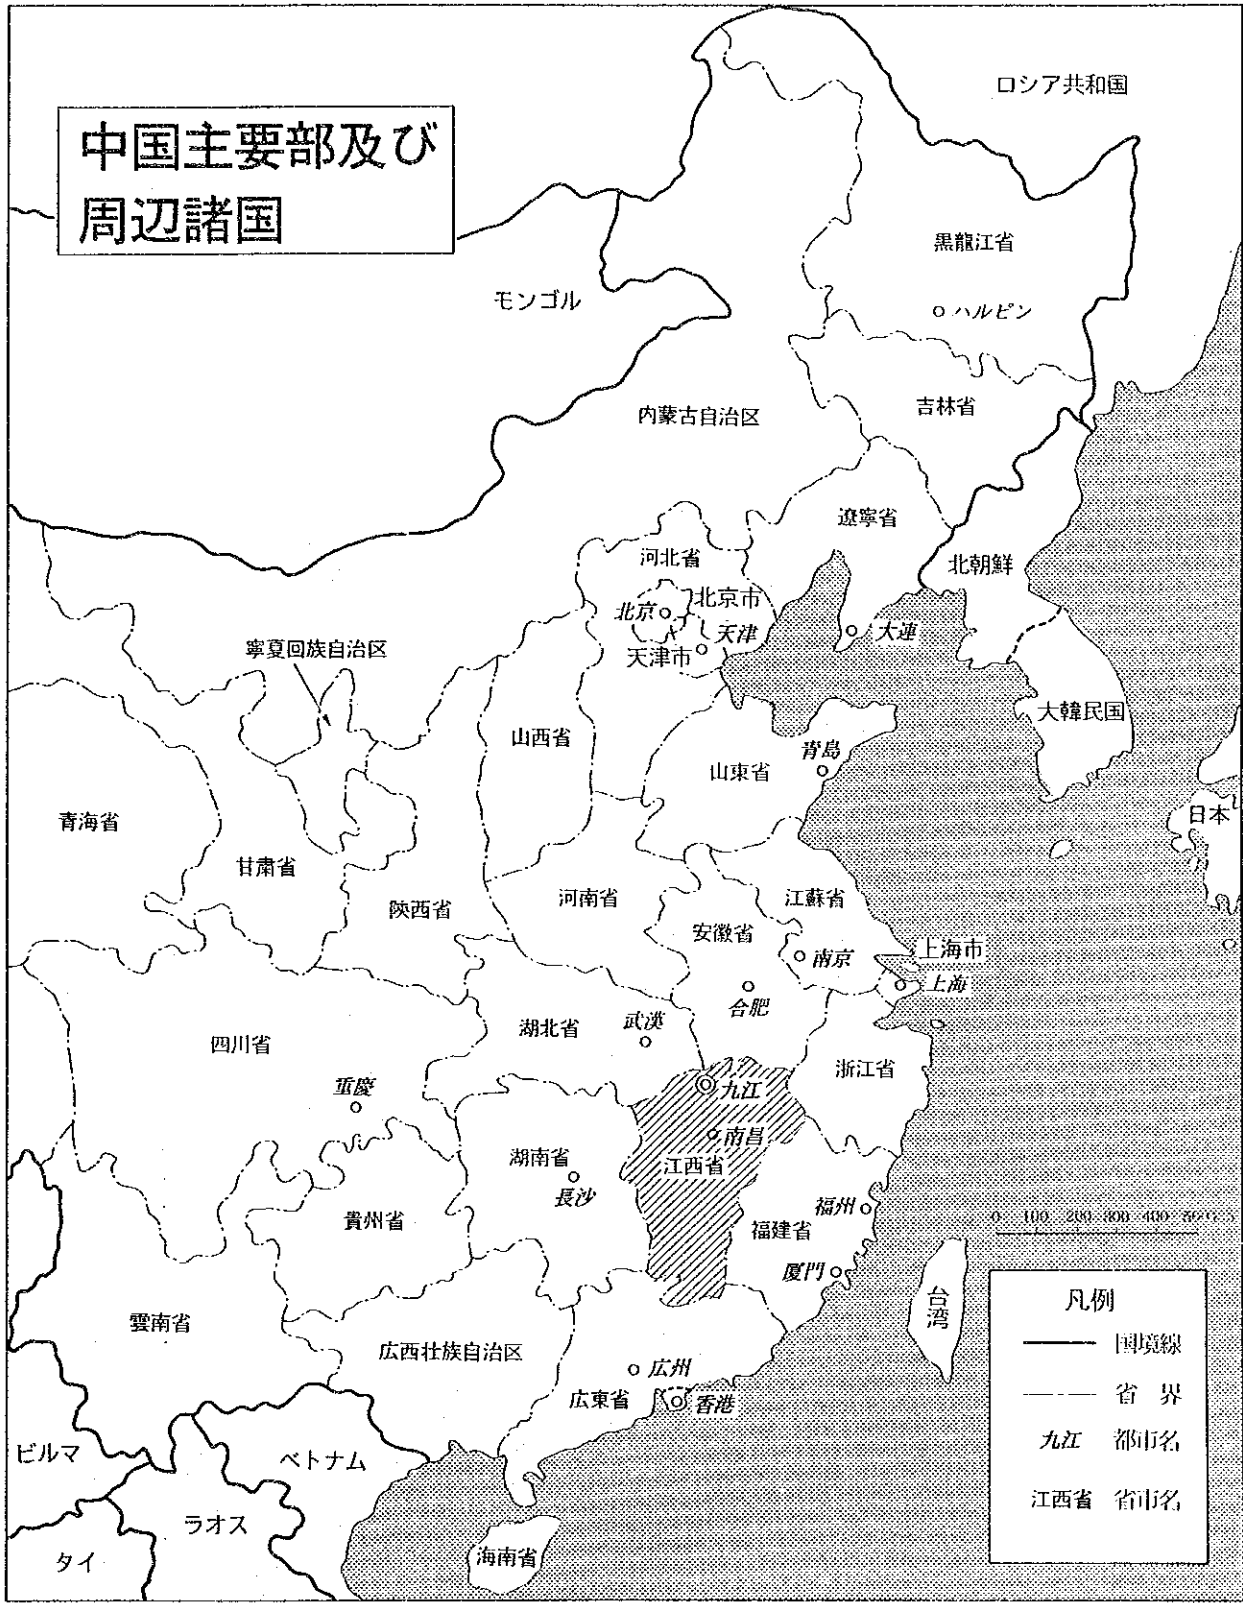 中国主要部及び
周辺諸国
ロシア共和国
黒龍江省
モンゴル
ハルピン
内蒙古自治区
吉林省
遼寧省
河北省
北朝鮮
北京市
北京
天津
大連
寧夏回族自治区
天津市
大韓民国
山西省
山東省
青島
青海省
日本
甘粛省
陝西省
河南省
江蘇省
安徽省
上海市
南京
上海
合肥
湖北省
武漢
四川省
浙江省
重慶
九江
南昌
湖南省
江西省
長沙
貴州省
福州
福建省
0 100 200 300 400 500
厦門
台湾
雲南省
凡例
国境線
広西壮族自治区
広州
広東省
香港
省 界
ビルマ
ベトナム
九江 都市名
江西省 省市名
ラオス
タイ
海南省